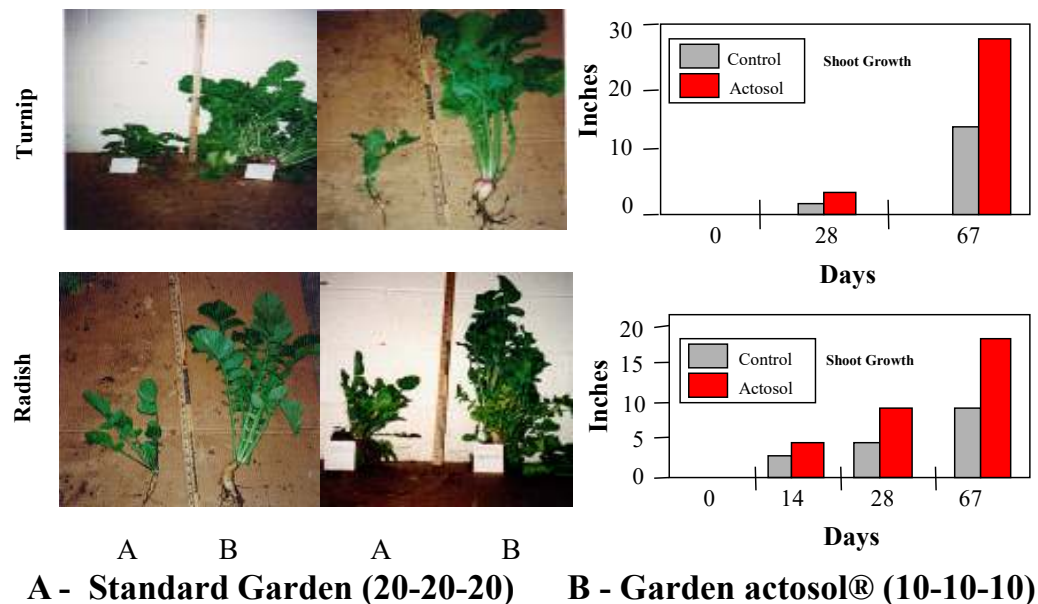 Turnip
30
20
10
0
Inches
Control
Actosol
Shoot Growth
0 28 67
Days
Radish
20
15
10
5
0
Inches
Control
Actosol
Shoot Growth
0 14 28 67
Days
A B A B
A - Standard Garden (20-20-20) B - Garden actosol® (10-10-10)